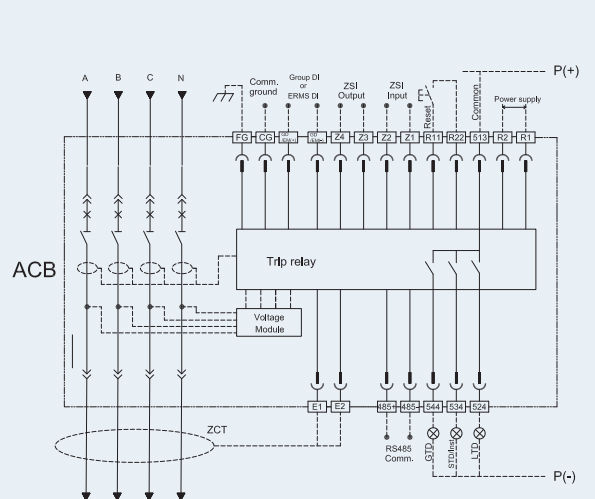 P(+)
A
B
C
N
Comm.
ground
Group DI
or
ERMS DI
ZSI
Output
ZSI
Input
Reset
Common
Power supply
FG
CG
Z4
Z3
Z2
Z1
R11
R22
513
R2
R1
ACB
Trip relay
Voltage
Module
E1
E2
485+
485-
544
534
524
ZCT
RS485
Comm.
GTD
STD/Inst
LTD
P(-)